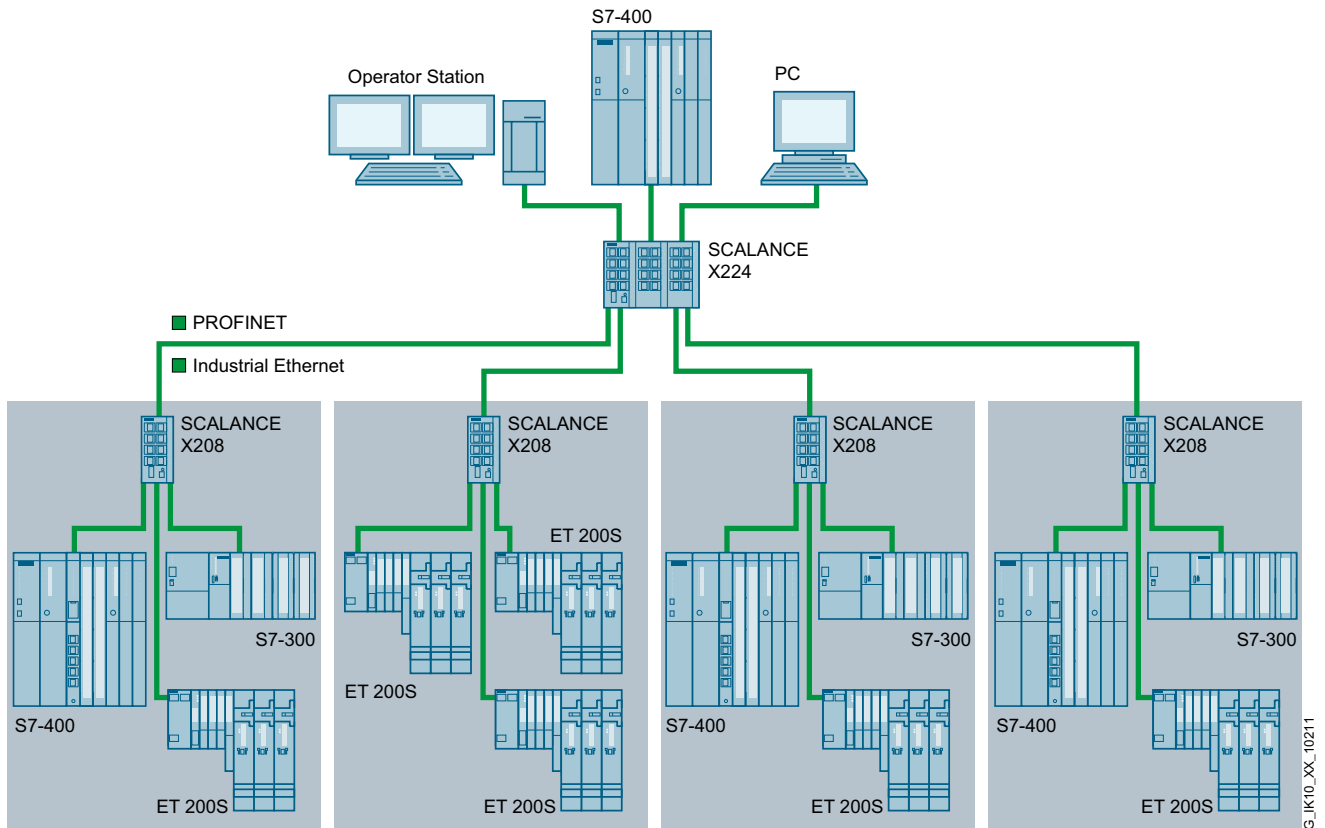 S7-400
Operator Station
PC
SCALANCE
X224
PROFINET
Industrial Ethernet
SCALANCE
X208
SCALANCE
X208
SCALANCE
X208
SCALANCE
X208
ET 200S
S7-300
S7-300
S7-300
ET 200S
S7-400
S7-400
S7-400
ET 200S
ET 200S
ET 200S
ET 200S
G_IK10_XX_10211